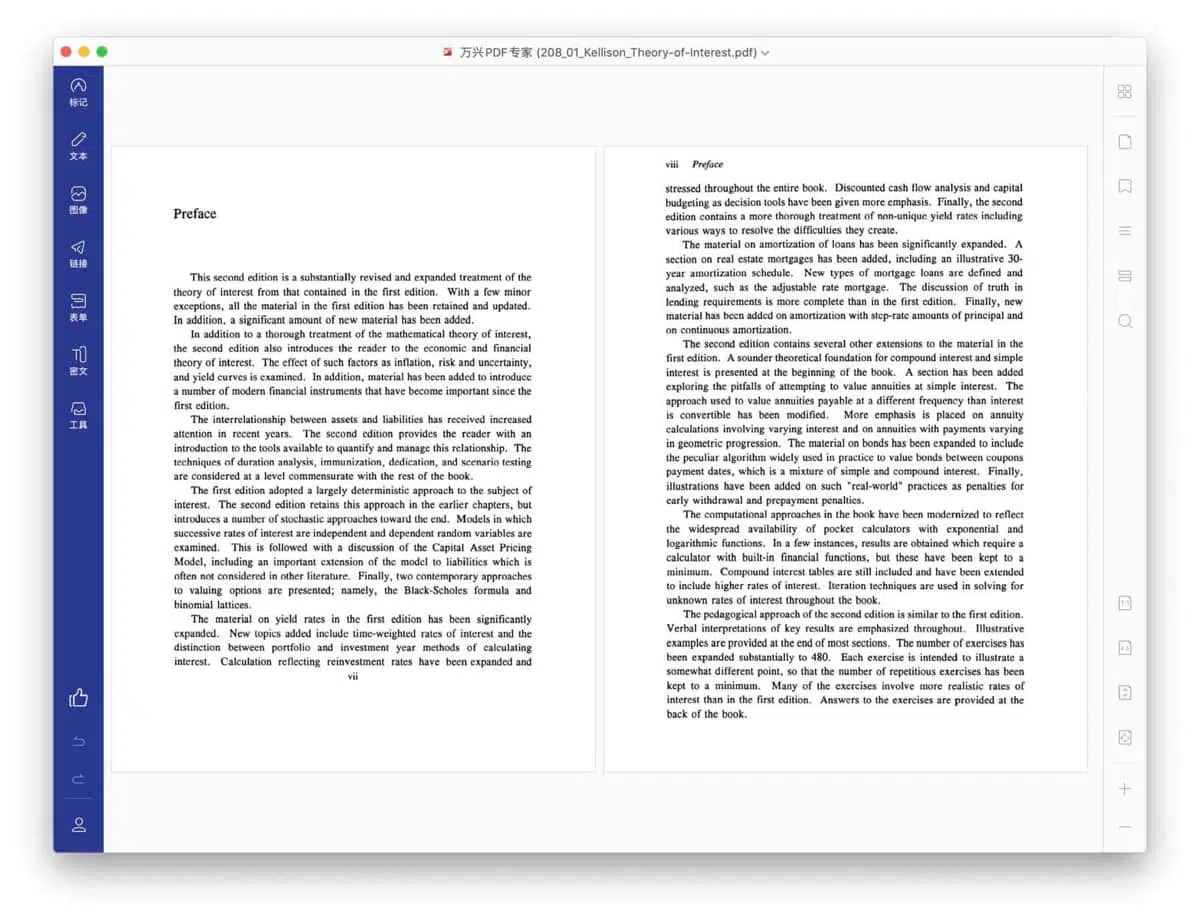 万兴PDF专家 (208_01_Kellison_Theory-of-Interest.pdf)
标记
文本
图像
链接
表单
密文
工具
Preface
This second edition is a substantially revised and expanded treatment of the
theory of interest from that contained in the first edition. With a few minor
exceptions, all the material in the first edition has been retained and updated.
In addition, a significant amount of new material has been added.
In addition to a thorough treatment of the mathematical theory of interest,
the second edition also introduces the reader to the economic and financial
theory of interest. The effect of such factors as inflation, risk and uncertainty,
and yield curves is examined. In addition, material has been added to introduce
a number of modern financial instruments that have become important since the
first edition.
The interrelationship between assets and liabilities has received increased
attention in recent years. The second edition provides the reader with an
introduction to the tools available to quantify and manage this relationship. The
techniques of duration analysis, immunization, dedication, and scenario testing
are considered at a level commensurate with the rest of the book.
The first edition adopted a largely deterministic approach to the subject of
interest. The second edition retains this approach in the earlier chapters, but
introduces a number of stochastic approaches toward the end. Models in which
successive rates of interest are independent and dependent random variables are
examined. This is followed with a discussion of the Capital Asset Pricing
Model, including an important extension of the model to liabilities which is
often not considered in other literature. Finally, two contemporary approaches
to valuing options are presented; namely, the Black-Scholes formula and
binomial lattices.
The material on yield rates in the first edition has been significantly
expanded. New topics added include time-weighted rates of interest and the
distinction between portfolio and investment year methods of calculating
interest. Calculation reflecting reinvestment rates have been expanded and
vii
viii Preface
stressed throughout the entire book. Discounted cash flow analysis and capital
budgeting as decision tools have been given more emphasis. Finally, the second
edition contains a more thorough treatment of non-unique yield rates including
various ways to resolve the difficulties they create.
The material on amortization of loans has been significantly expanded. A
section on real estate mortgages has been added, including an illustrative 30-
year amortization schedule. New types of mortgage loans are defined and
analyzed, such as the adjustable rate mortgage. The discussion of truth in
lending requirements is more complete than in the first edition. Finally, new
material has been added on amortization with step-rate amounts of principal and
on continuous amortization.
The second edition contains several other extensions to the material in the
first edition. A sounder theoretical foundation for compound interest and simple
interest is presented at the beginning of the book. A section has been added
exploring the pitfalls of attempting to value annuities at simple interest. The
approach used to value annuities payable at a different frequency than interest
is convertible has been modified. More emphasis is placed on annuity
calculations involving varying interest and on annuities with payments varying
in geometric progression. The material on bonds has been expanded to include
the peculiar algorithm widely used in practice to value bonds between coupons
payment dates, which is a mixture of simple and compound interest. Finally,
illustrations have been added on such "real-world" practices as penalties for
early withdrawal and prepayment penalties.
The computational approaches in the book have been modernized to reflect
the widespread availability of pocket calculators with exponential and
logarithmic functions. In a few instances, results are obtained which require a
calculator with built-in financial functions, but these have been kept to a
minimum. Compound interest tables are still included and have been extended
to include higher rates of interest. Iteration techniques are used in solving for
unknown rates of interest throughout the book.
The pedagogical approach of the second edition is similar to the first edition.
Verbal interpretations of key results are emphasized throughout. Illustrative
examples are provided at the end of most sections. The number of exercises has
been expanded substantially to 480. Each exercise is intended to illustrate a
somewhat different point, so that the number of repetitious exercises has been
kept to a minimum. Many of the exercises involve more realistic rates of
interest than in the first edition. Answers to the exercises are provided at the
back of the book.